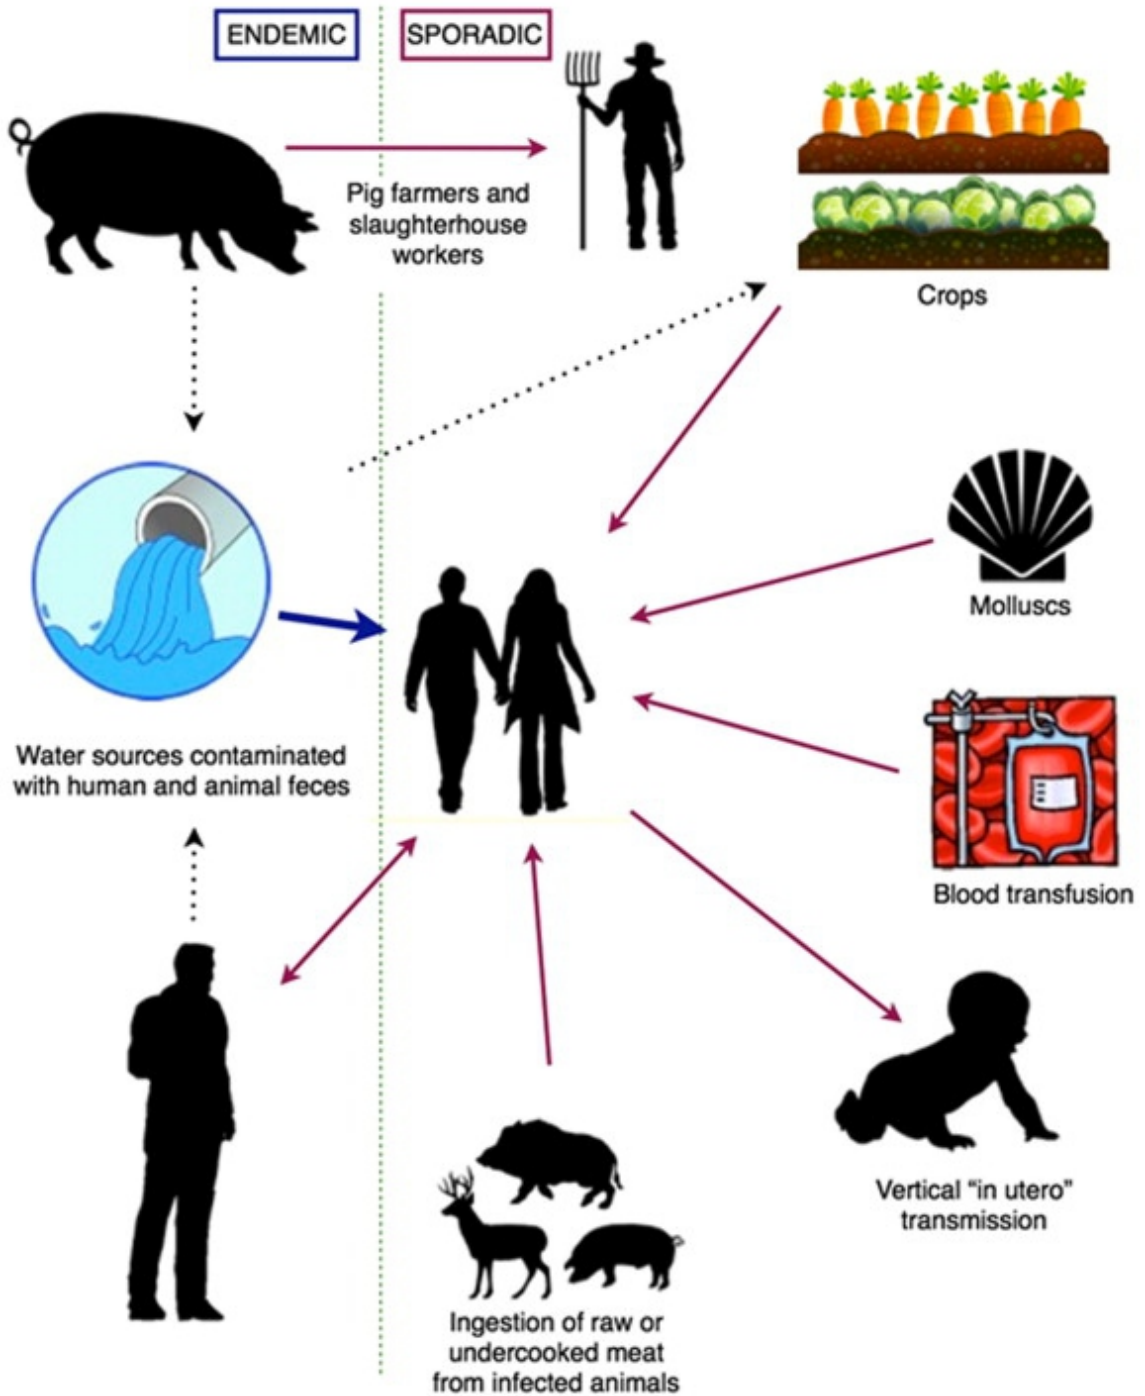 ENDEMIC
SPORADIC
Pig farmers and
slaughterhouse
workers
Crops
Molluscs
Water sources contaminated
with human and animal feces
Blood transfusion
Vertical “in utero”
transmission
Ingestion of raw or
undercooked meat
from infected animals